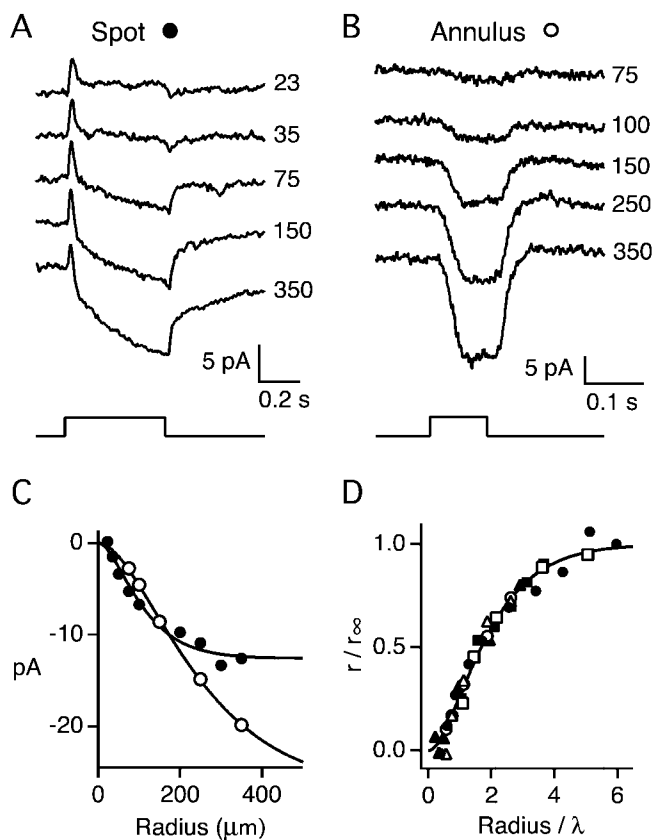 A
Spot ●
23
35
75
150
350
5 pA
0.2 s
B
Annulus ○
75
100
150
250
350
5 pA
0.1 s
C
0
-10
pA
-20
0 200 400
Radius (μm)
D
1.0
0.5
0.0
r / r∞
0 2 4 6
Radius / λ